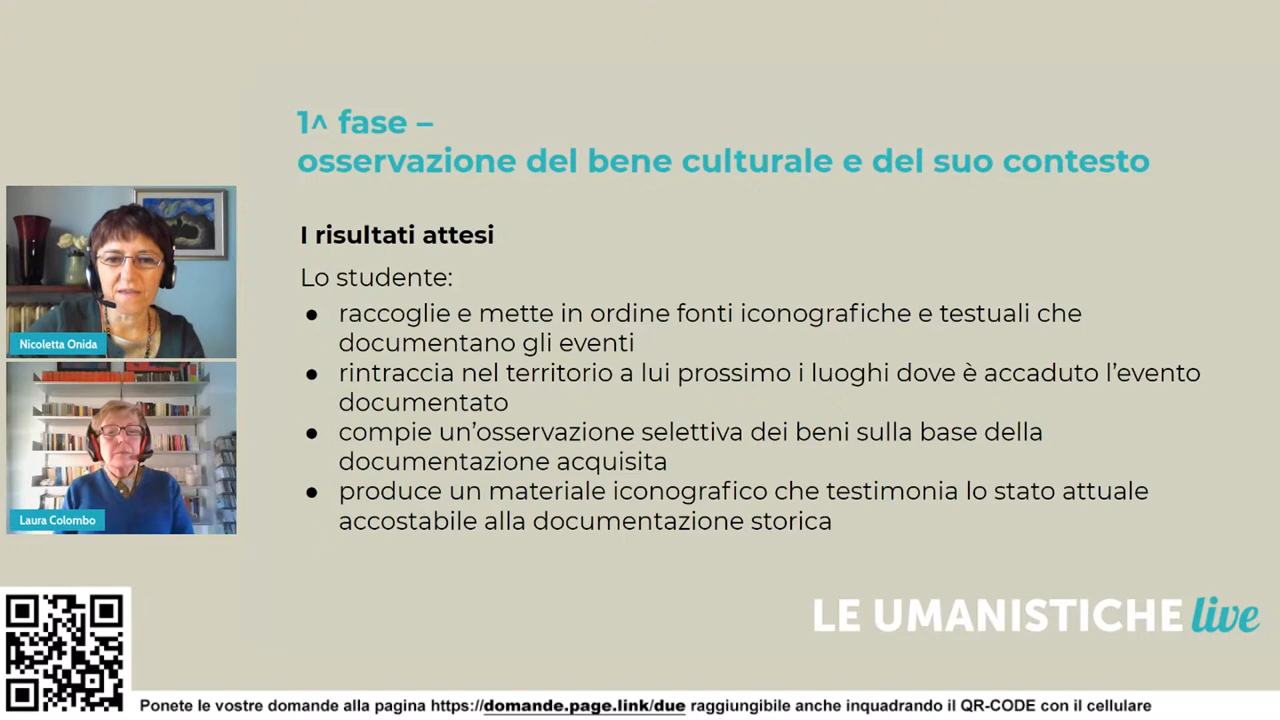 1^ fase –
osservazione del bene culturale e del suo contesto
I risultati attesi
Lo studente:
● raccoglie e mette in ordine fonti iconografiche e testuali che
documentano gli eventi
● rintraccia nel territorio a lui prossimo i luoghi dove è accaduto l’evento
documentato
● compie un’osservazione selettiva dei beni sulla base della
documentazione acquisita
● produce un materiale iconografico che testimonia lo stato attuale
accostabile alla documentazione storica
Nicoletta Onida
Laura Colombo
LE UMANISTICHE live
Ponete le vostre domande alla pagina https://domande.page.link/due raggiungibile anche inquadrando il QR-CODE con il cellulare